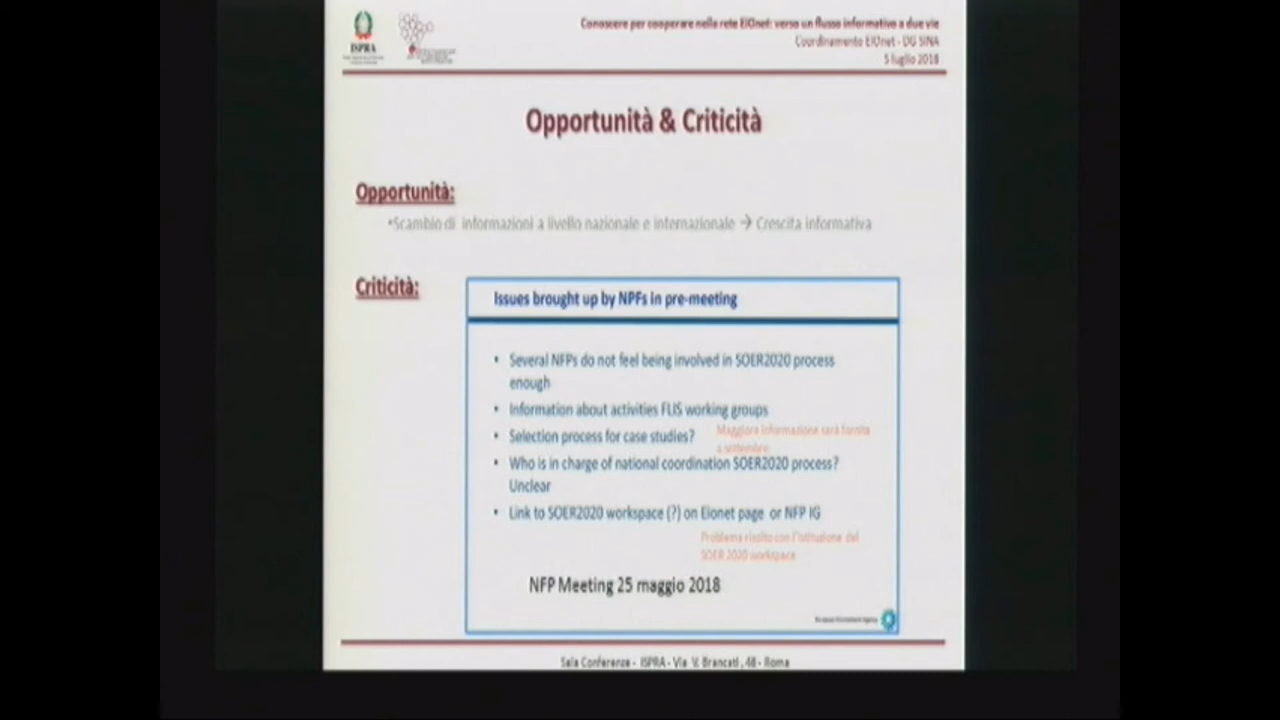 Conoscere per cooperare nella rete EIOnet: verso un flusso informativo a due vie
Coordinamento EIOnet - DG SINA
5 luglio 2018
ISPRA
Opportunità & Criticità
Opportunità:
•Scambio di informazioni a livello nazionale e internazionale → Crescita informativa
Criticità:
Issues brought up by NPFs in pre-meeting
• Several NFPs do not feel being involved in SOER2020 process
enough
• Information about activities FLIS working groups
• Selection process for case studies?
Maggiore informazione sarà fornita
a settembre
• Who is in charge of national coordination SOER2020 process?
Unclear
• Link to SOER2020 workspace (?) on Eionet page or NFP IG
Problema risolto con l'istituzione del
SOER 2020 workspace
NFP Meeting 25 maggio 2018
European Environment Agency
Sala Conferenze - ISPRA - Via V. Brancati, 48 - Roma